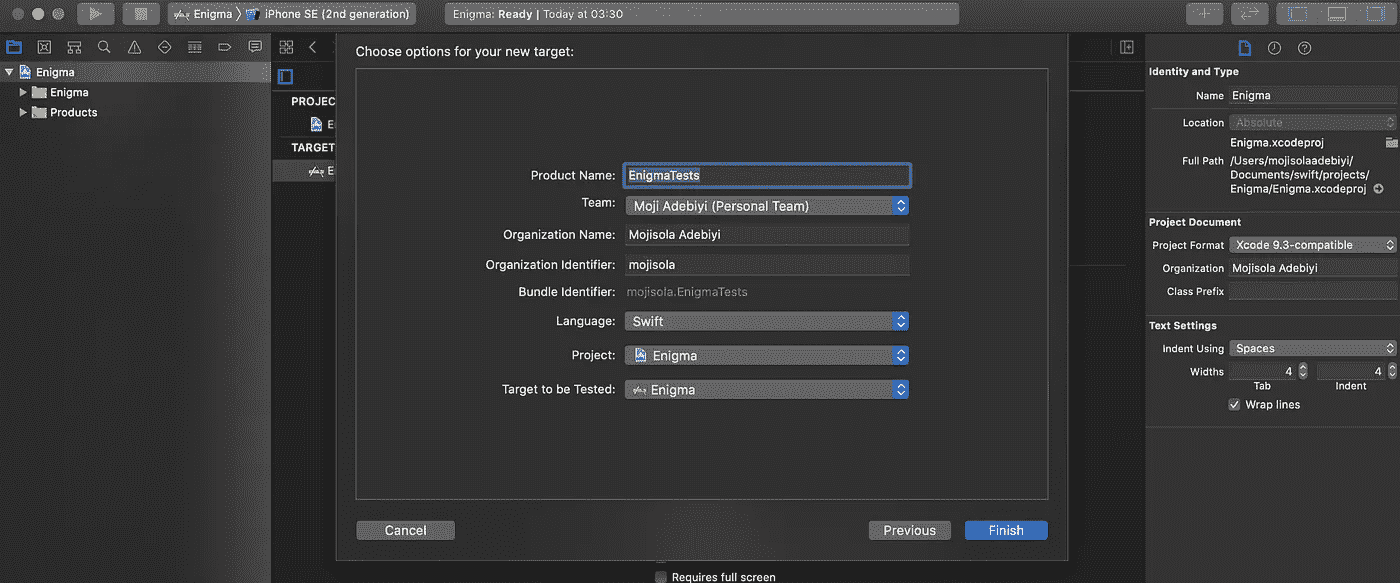 Enigma 〉 iPhone SE (2nd generation)
Enigma: Ready | Today at 03:30
Enigma
Enigma
Products
PROJEC
E
TARGET
E
Choose options for your new target:
Product Name: EnigmaTests
Team: Moji Adebiyi (Personal Team)
Organization Name: Mojisola Adebiyi
Organization Identifier: mojisola
Bundle Identifier: mojisola.EnigmaTests
Language: Swift
Project: Enigma
Target to be Tested: Enigma
Cancel
Previous
Finish
Requires full screen
Identity and Type
Name Enigma
Location Absolute
Enigma.xcodeproj
Full Path /Users/mojisolaadebiyi/
Documents/swift/projects/
Enigma/Enigma.xcodeproj
Project Document
Project Format Xcode 9.3-compatible
Organization Mojisola Adebiyi
Class Prefix
Text Settings
Indent Using Spaces
Widths 4 4
Tab Indent
Wrap lines